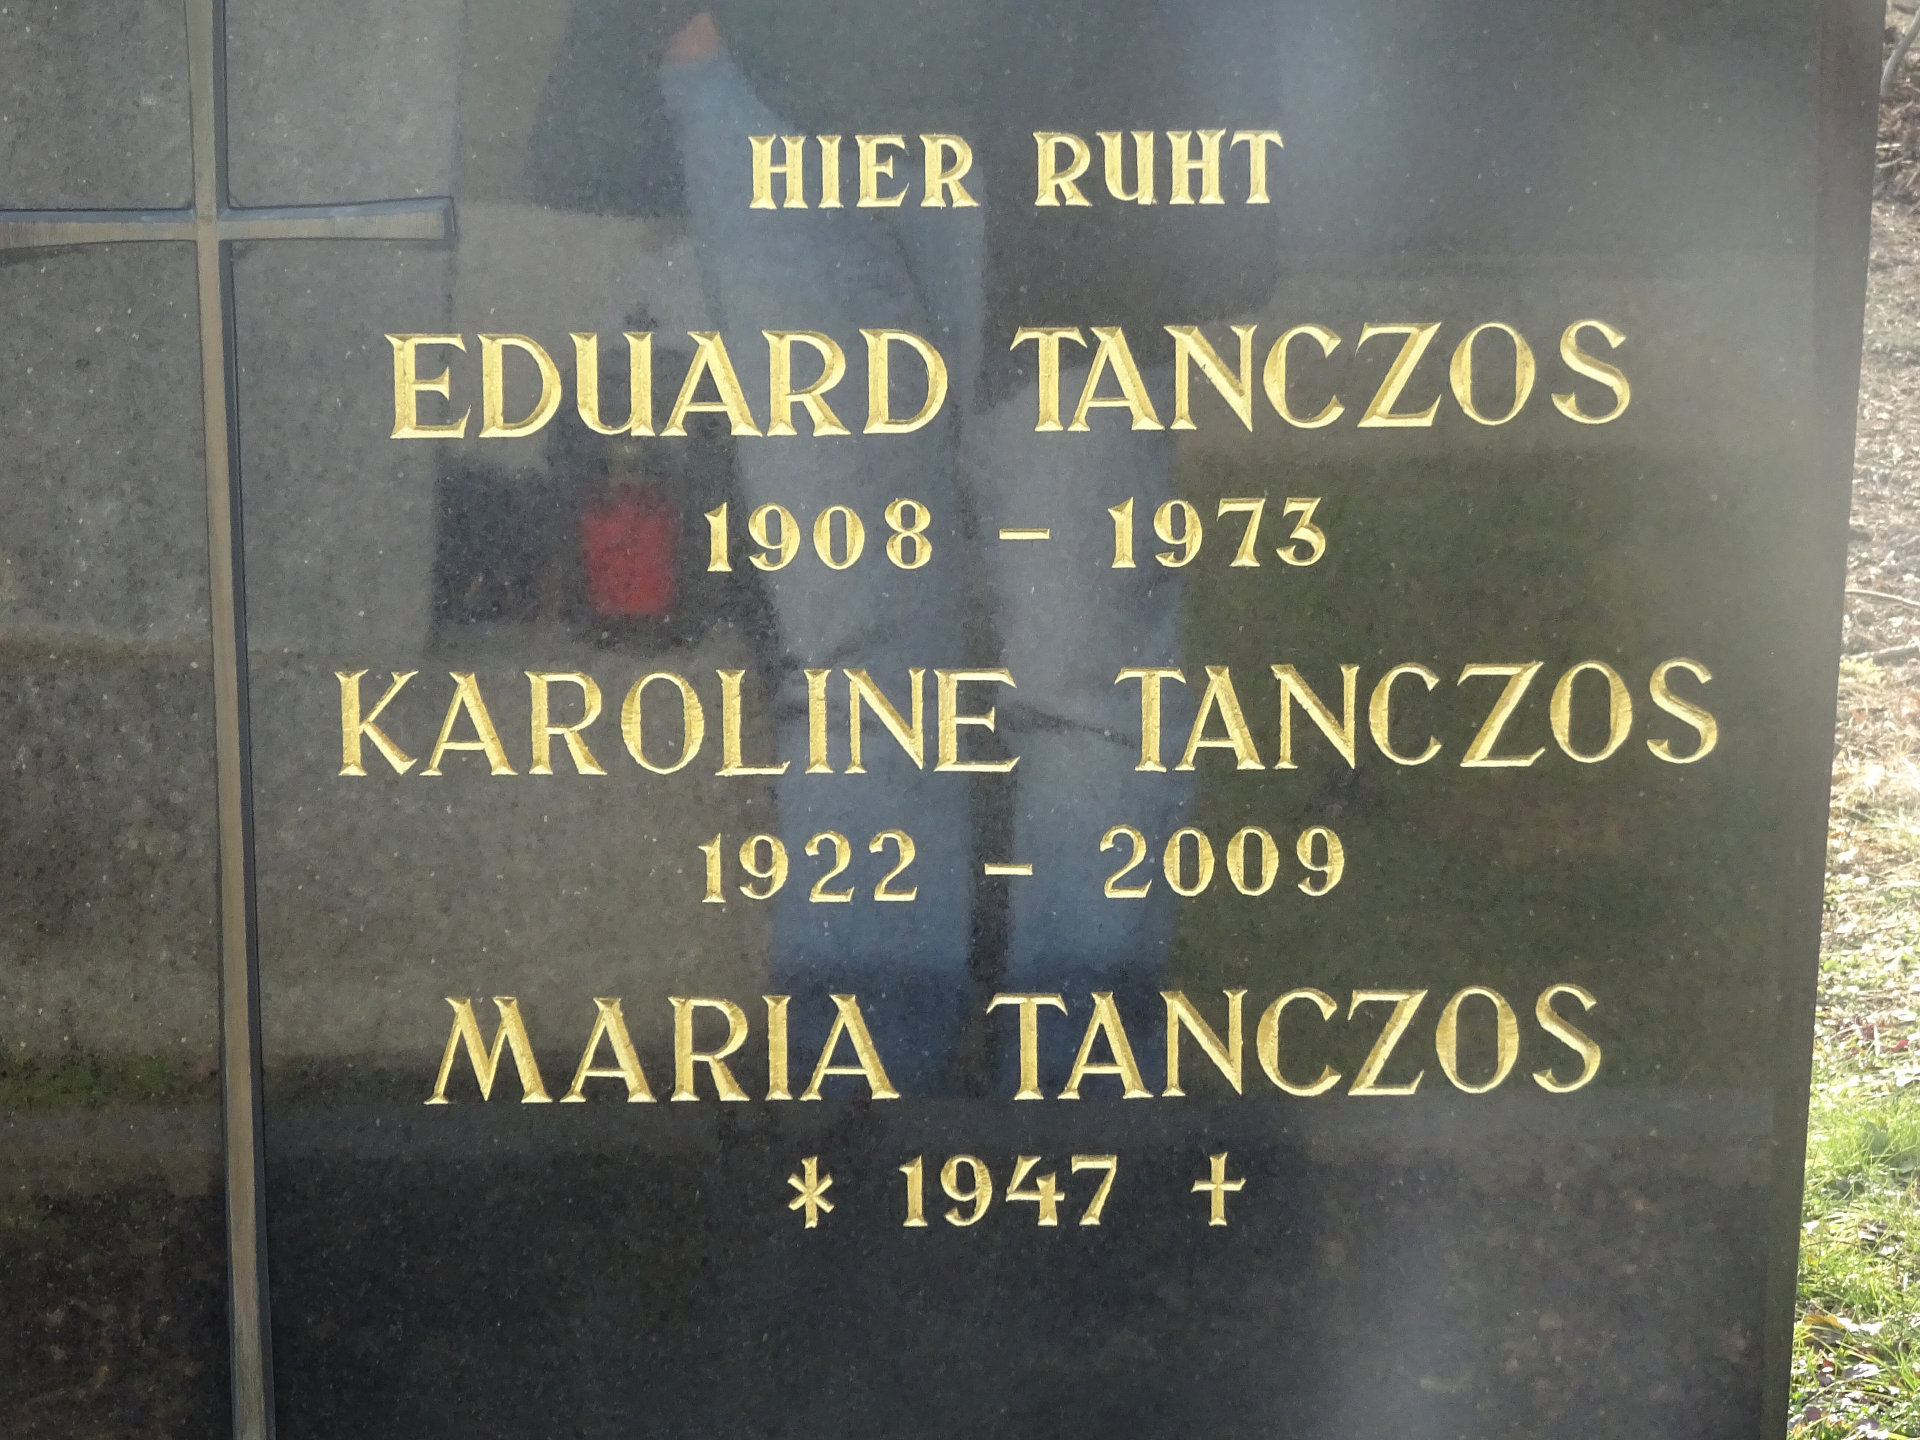 HIER RUHT
EDUARD TANCZOS
1908 – 1973
KAROLINE TANCZOS
1922 – 2009
MARIA TANCZOS
* 1947 †